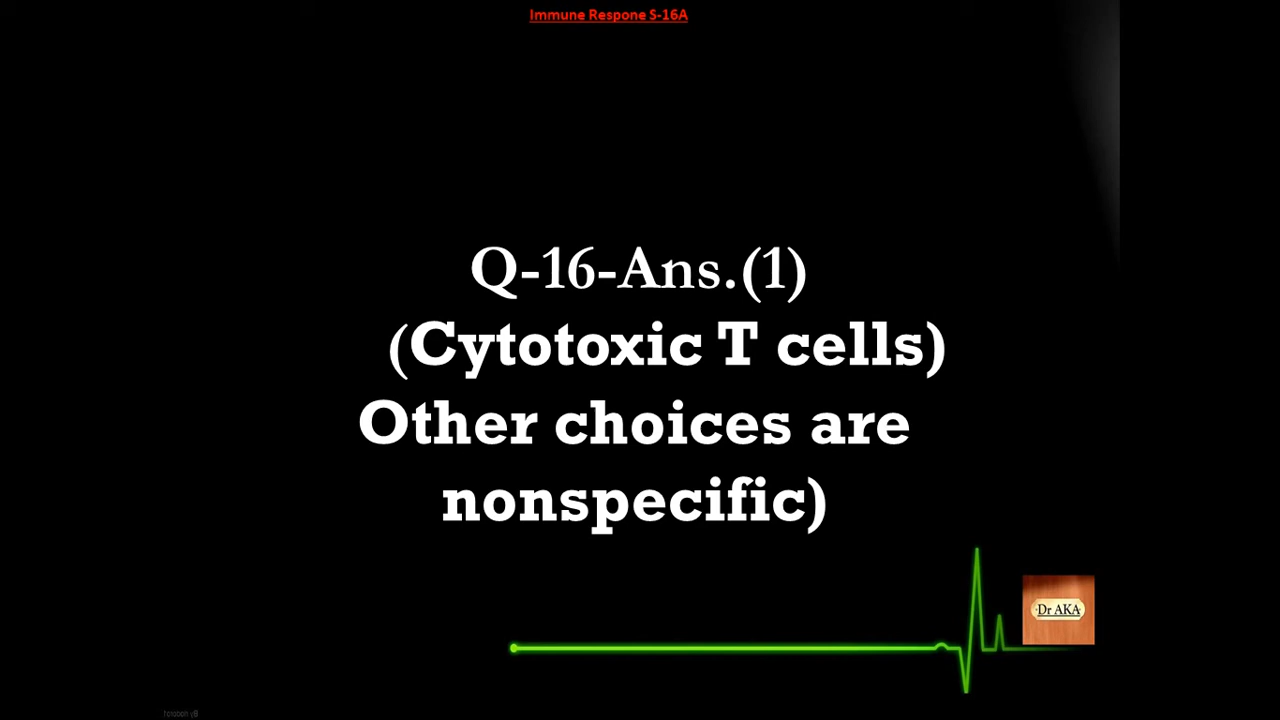 Immune Respone S-16A
Q-16-Ans.(1)
(Cytotoxic T cells)
Other choices are
nonspecific)
Dr AKA